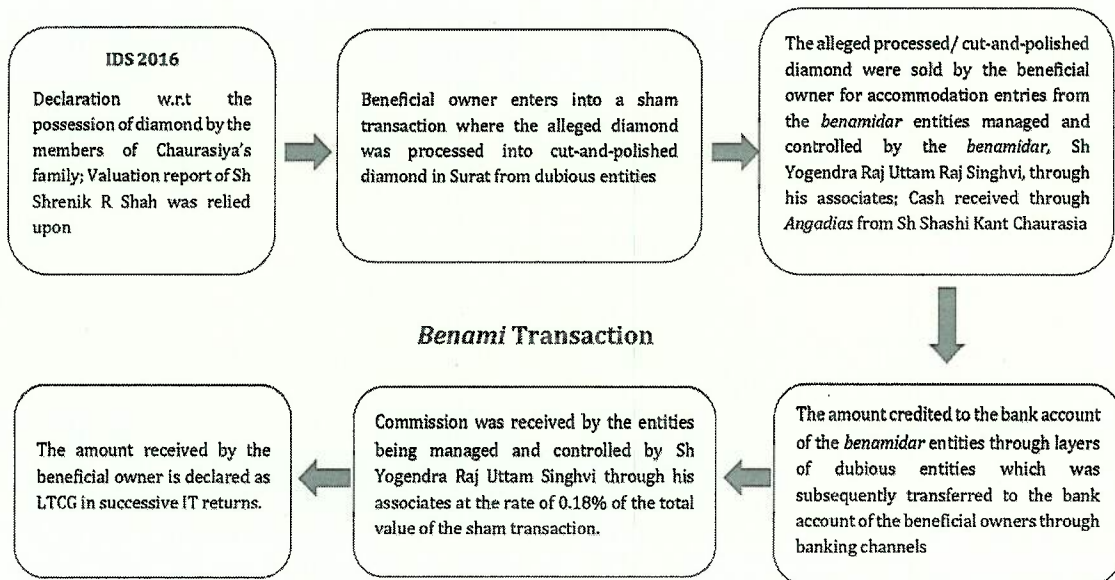 IDS 2016
Declaration w.r.t the
possession of diamond by the
members of Chaurasiya's
family; Valuation report of Sh
Shrenik R Shah was relied
upon
Beneficial owner enters into a sham
transaction where the alleged diamond
was processed into cut-and-polished
diamond in Surat from dubious entities
The alleged processed/ cut-and-polished
diamond were sold by the beneficial
owner for accommodation entries from
the benamidar entities managed and
controlled by the benamidar, Sh
Yogendra Raj Uttam Raj Singhvi, through
his associates; Cash received through
Angadias from Sh Shashi Kant Chaurasia
Benami Transaction
The amount credited to the bank account
of the benamidar entities through layers
of dubious entities which was
subsequently transferred to the bank
account of the beneficial owners through
banking channels
Commission was received by the entities
being managed and controlled by Sh
Yogendra Raj Uttam Singhvi through his
associates at the rate of 0.18% of the total
value of the sham transaction.
The amount received by the
beneficial owner is declared as
LTCG in successive IT returns.